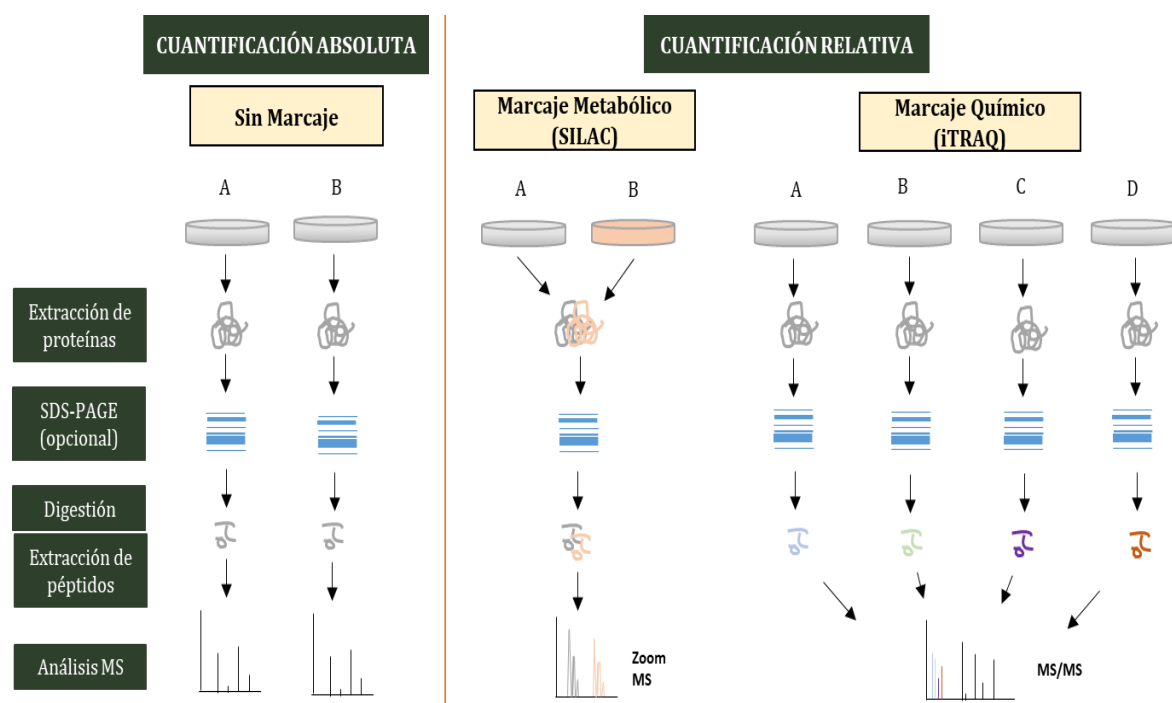 CUANTIFICACIÓN ABSOLUTA
CUANTIFICACIÓN RELATIVA
Sin Marcaje
Marcaje Metabólico
(SILAC)
Marcaje Químico
(iTRAQ)
A
B
A
B
A
B
C
D
Extracción de
proteínas
SDS-PAGE
(opcional)
Digestión
Extracción de
péptidos
Análisis MS
Zoom
MS
MS/MS